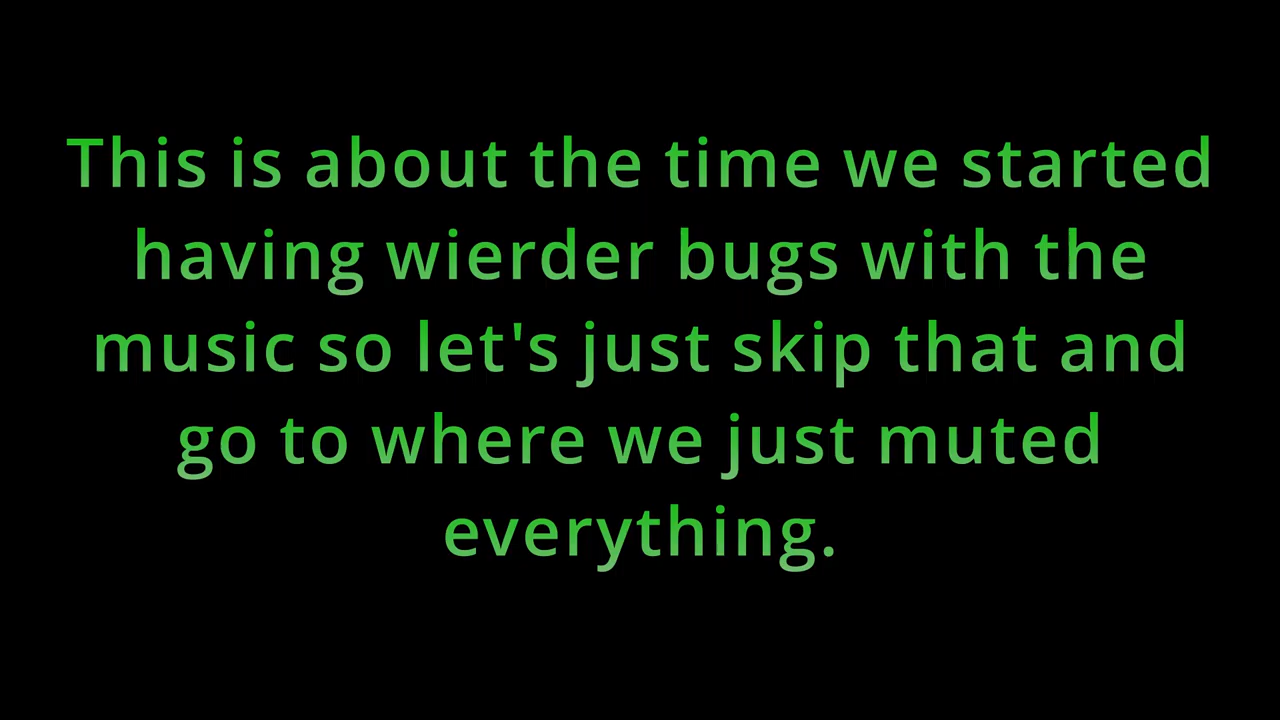 This is about the time we started
having wierder bugs with the
music so let's just skip that and
go to where we just muted
everything.